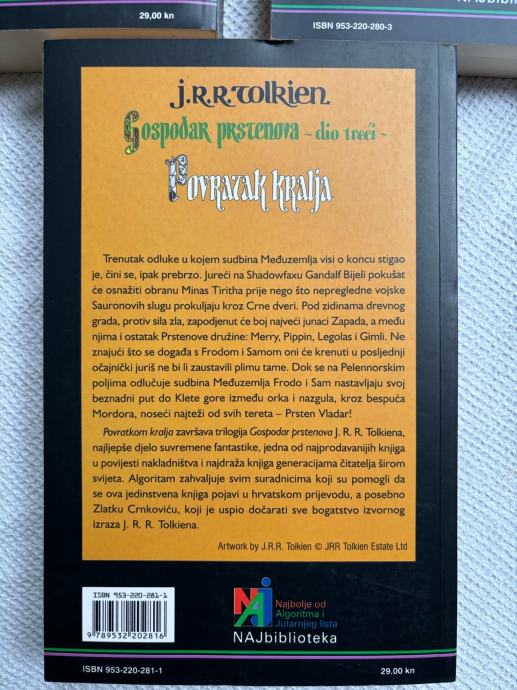 29,00 kn
ISBN 953-220-280-3
J.R.R. Tolkien
Gospodar prstenova ~ dio treći ~
Povratak kralja
Trenutak odluke u kojem sudbina Međuzemlja visi o koncu stigao
je, čini se, ipak prebrzo. Jureći na Shadowfaxu Gandalf Bijeli pokušat
će osnažiti obranu Minas Tiritha prije nego što nepregledne vojske
Sauronovih slugu prokuljaju kroz Crne dveri. Pod zidinama drevnog
grada, protiv sila zla, zapodjenut će boj najveći junaci Zapada, a među
njima i ostatak Prstenove družine: Merry, Pippin, Legolas i Gimli. Ne
znajući što se događa s Frodom i Samom oni će krenuti u posljednji
očajnički juriš ne bi li zaustavili plimu tame. Dok se na Pelennorskim
poljima odlučuje sudbina Međuzemlja Frodo i Sam nastavljaju svoj
beznadni put do Klete gore između orka i nazgula, kroz bespuća
Mordora, noseći najteži od svih tereta – Prsten Vladar!
Povratkom kralja završava trilogija Gospodar prstenova J. R. R. Tolkiena,
najljepše djelo suvremene fantastike, jedna od najprodavanijih knjiga
u povijesti nakladništva i najdraža knjiga generacijama čitatelja širom
svijeta. Algoritam zahvaljuje svim suradnicima koji su pomogli da
se ova jedinstvena knjiga pojavi u hrvatskom prijevodu, a posebno
Zlatku Crnkoviću, koji je uspio dočarati sve bogatstvo izvornog
izraza J. R. R. Tolkiena.
Artwork by J.R.R. Tolkien © JRR Tolkien Estate Ltd
ISBN 953-220-281-1
9 789532 202816
NAJ
Najbolje od
Algoritma i
Jutarnjeg lista
NAJbiblioteka
ISBN 953-220-281-1
29,00 kn